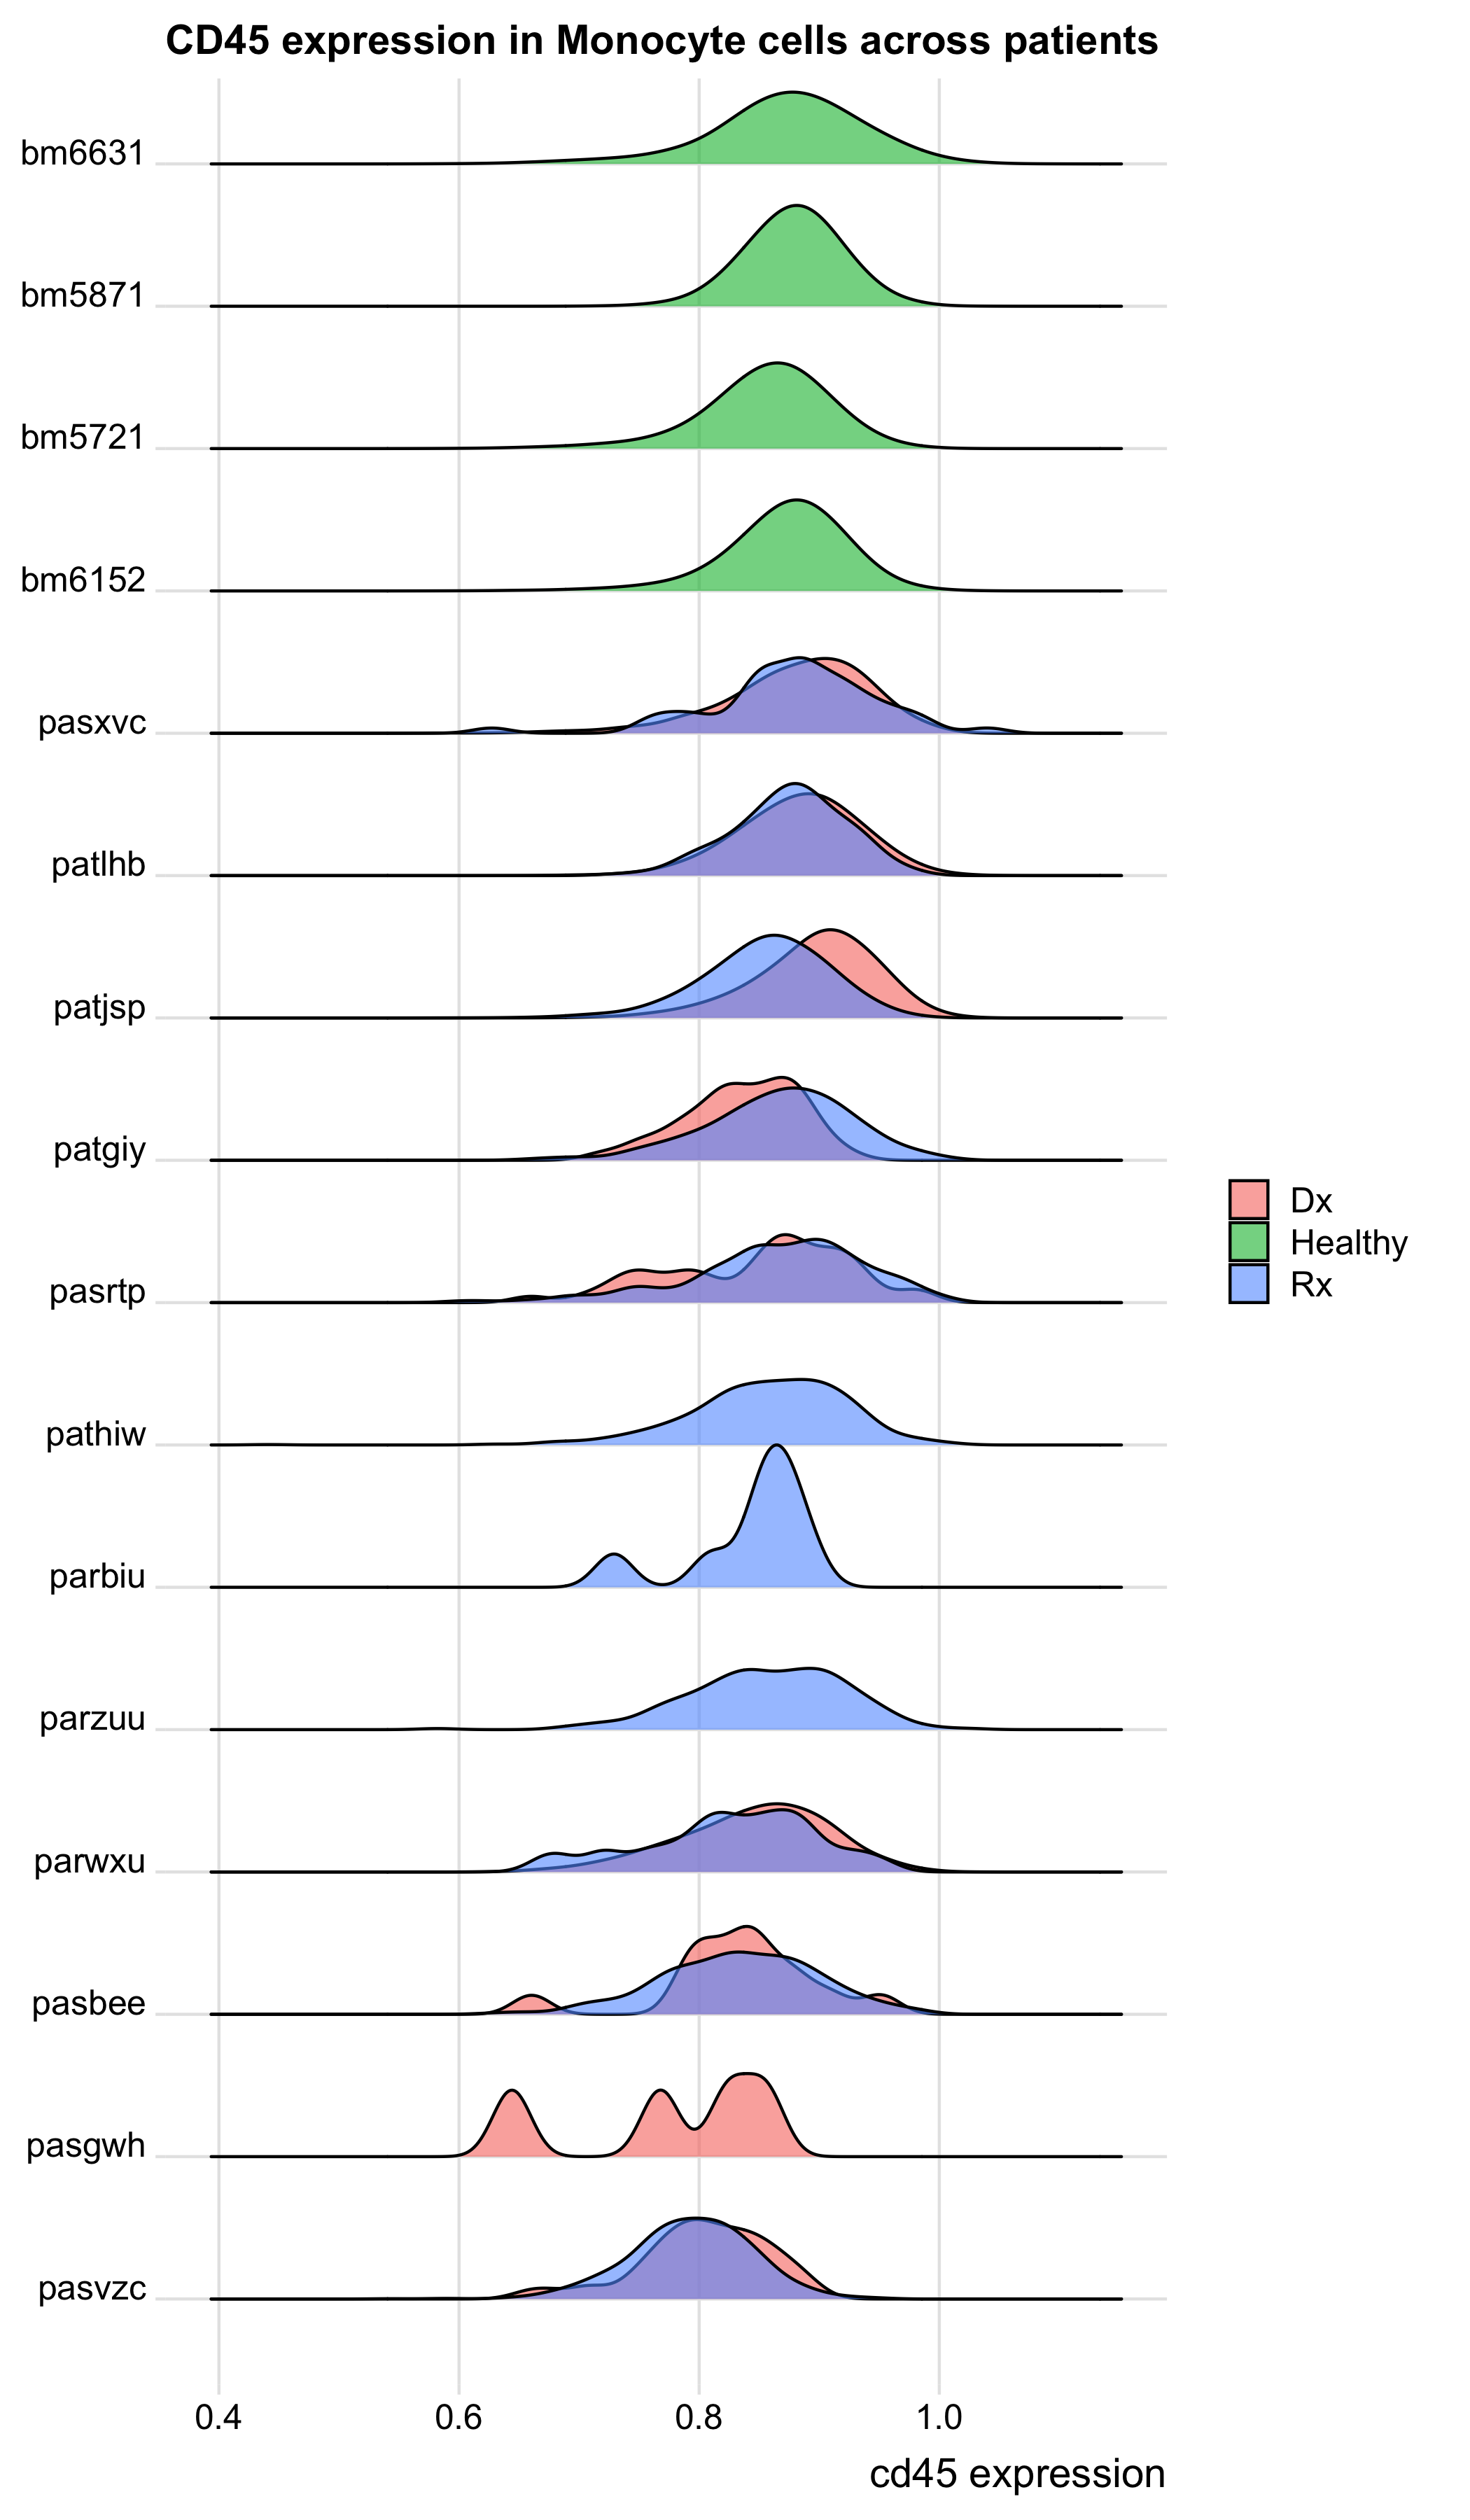 CD45 expression in Monocyte cells across patients
bm6631
bm5871
bm5721
bm6152
pasxvc
patlhb
patjsp
patgiy
pasrtp
pathiw
parbiu
parzuu
parwxu
pasbee
pasgwh
pasvzc
Dx
Healthy
Rx
0.4 0.6 0.8 1.0
cd45 expression